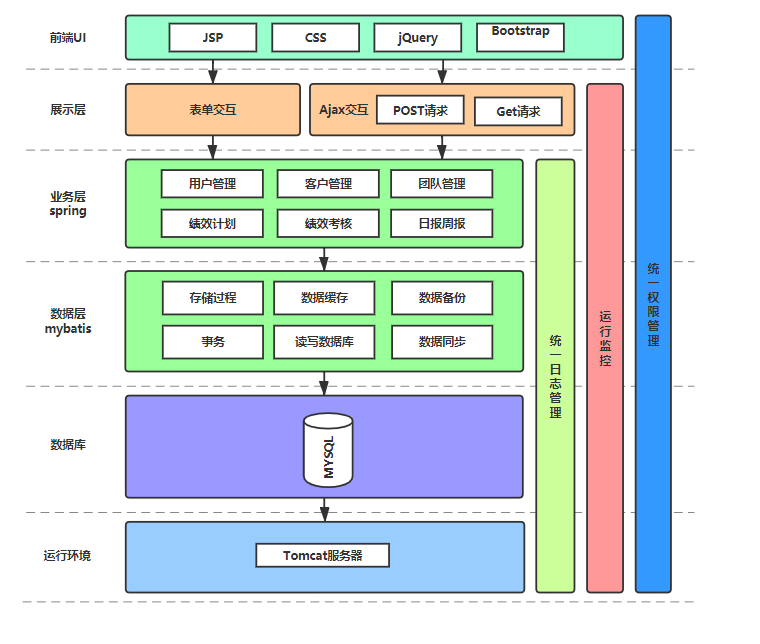 前端UI
JSP
CSS
jQuery
Bootstrap
展示层
表单交互
Ajax交互
POST请求
Get请求
业务层
spring
用户管理
客户管理
团队管理
绩效计划
绩效考核
日报周报
数据层
mybatis
存储过程
数据缓存
数据备份
事务
读写数据库
数据同步
数据库
MYSQL
运行环境
Tomcat服务器
统一日志管理
运行监控
统一权限管理